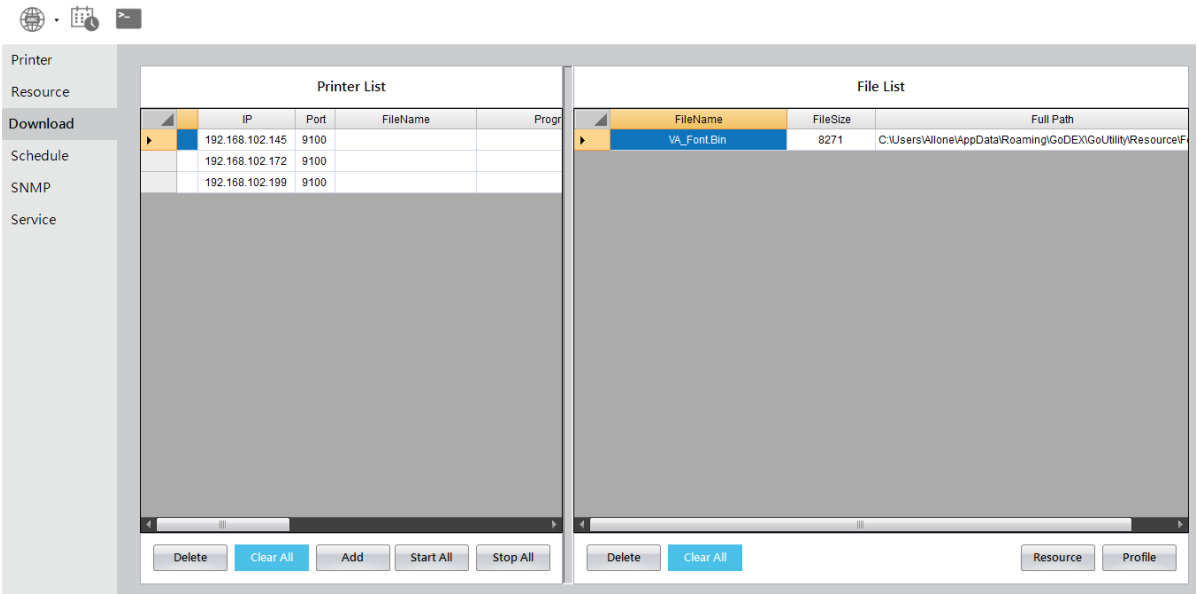 Printer
Resource
Download
Schedule
SNMP
Service
Printer List
IP Port FileName Progr
192.168.102.145 9100
192.168.102.172 9100
192.168.102.199 9100
Delete Clear All Add Start All Stop All
File List
FileName FileSize Full Path
VA_Font.Bin 8271 C:\Users\Allone\AppData\Roaming\GoDEX\GoUtility\Resource\Fo
Delete Clear All Resource Profile